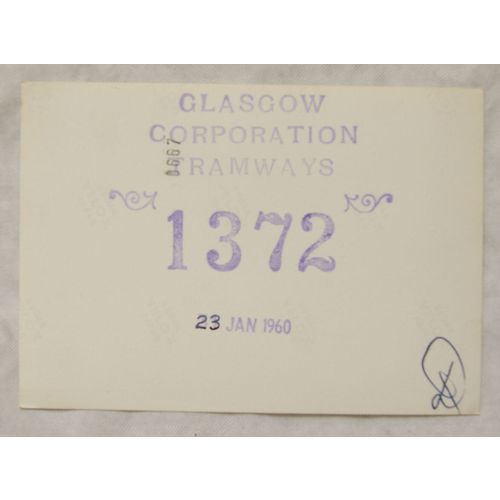 GLASGOW
CORPORATION
TRAMWAYS
1372
23 JAN 1960